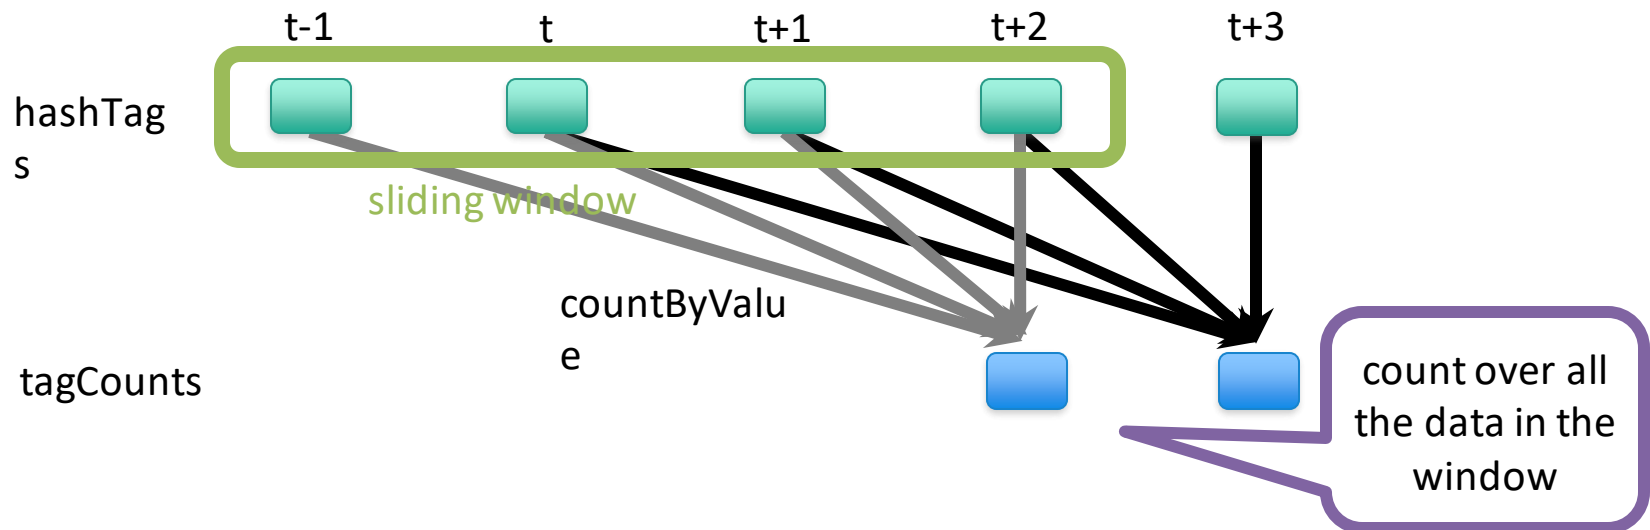 t-1 t t+1 t+2 t+3
hashTag
s
sliding window
countByValu
e
tagCounts
count over all
the data in the
window